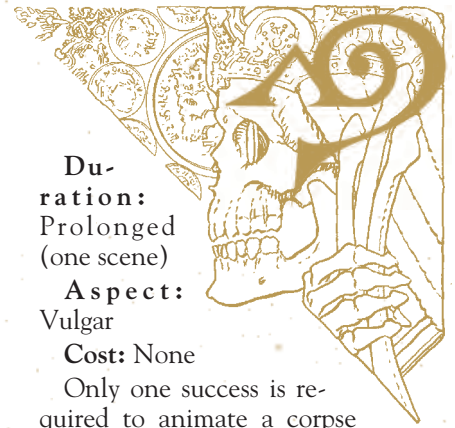 Du-
ration:
Prolonged
(one scene)
Aspect:
Vulgar
Cost: None
Only one success is re-
quired to animate a corpse